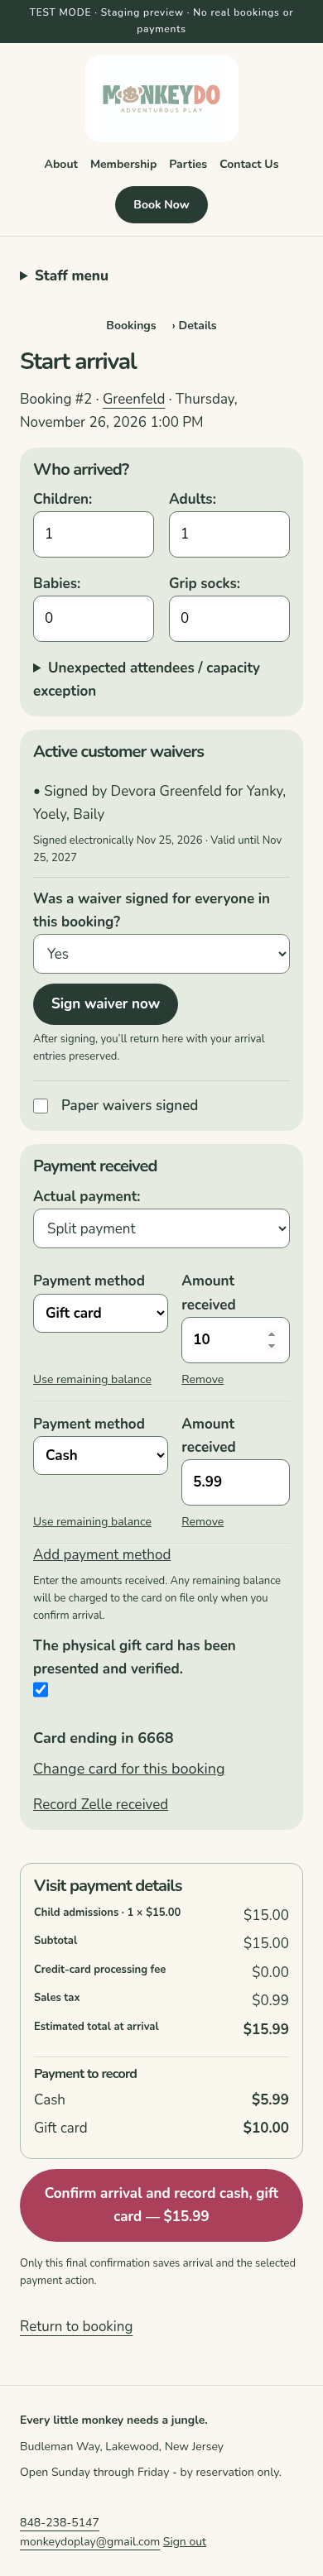 TEST MODE · Staging preview · No real bookings or
payments
MONKEYDO
ADVENTUROUS PLAY
About Membership Parties Contact Us
Book Now
▶ Staff menu
Bookings › Details
Start arrival
Booking #2 · Greenfeld · Thursday,
November 26, 2026 1:00 PM
Who arrived?
Children: Adults:
1 1
Babies: Grip socks:
0 0
▶ Unexpected attendees / capacity
exception
Active customer waivers
• Signed by Devora Greenfeld for Yanky,
Yoely, Baily
Signed electronically Nov 25, 2026 · Valid until Nov
25, 2027
Was a waiver signed for everyone in
this booking?
Yes
Sign waiver now
After signing, you’ll return here with your arrival
entries preserved.
Paper waivers signed
Payment received
Actual payment:
Split payment
Payment method Amount
received
Gift card 10
Use remaining balance Remove
Payment method Amount
received
Cash 5.99
Use remaining balance Remove
Add payment method
Enter the amounts received. Any remaining balance
will be charged to the card on file only when you
confirm arrival.
The physical gift card has been
presented and verified.
Card ending in 6668
Change card for this booking
Record Zelle received
Visit payment details
Child admissions · 1 × $15.00 $15.00
Subtotal $15.00
Credit-card processing fee $0.00
Sales tax $0.99
Estimated total at arrival $15.99
Payment to record
Cash $5.99
Gift card $10.00
Confirm arrival and record cash, gift
card — $15.99
Only this final confirmation saves arrival and the selected
payment action.
Return to booking
Every little monkey needs a jungle.
Budleman Way, Lakewood, New Jersey
Open Sunday through Friday - by reservation only.
848-238-5147
monkeydoplay@gmail.com Sign out